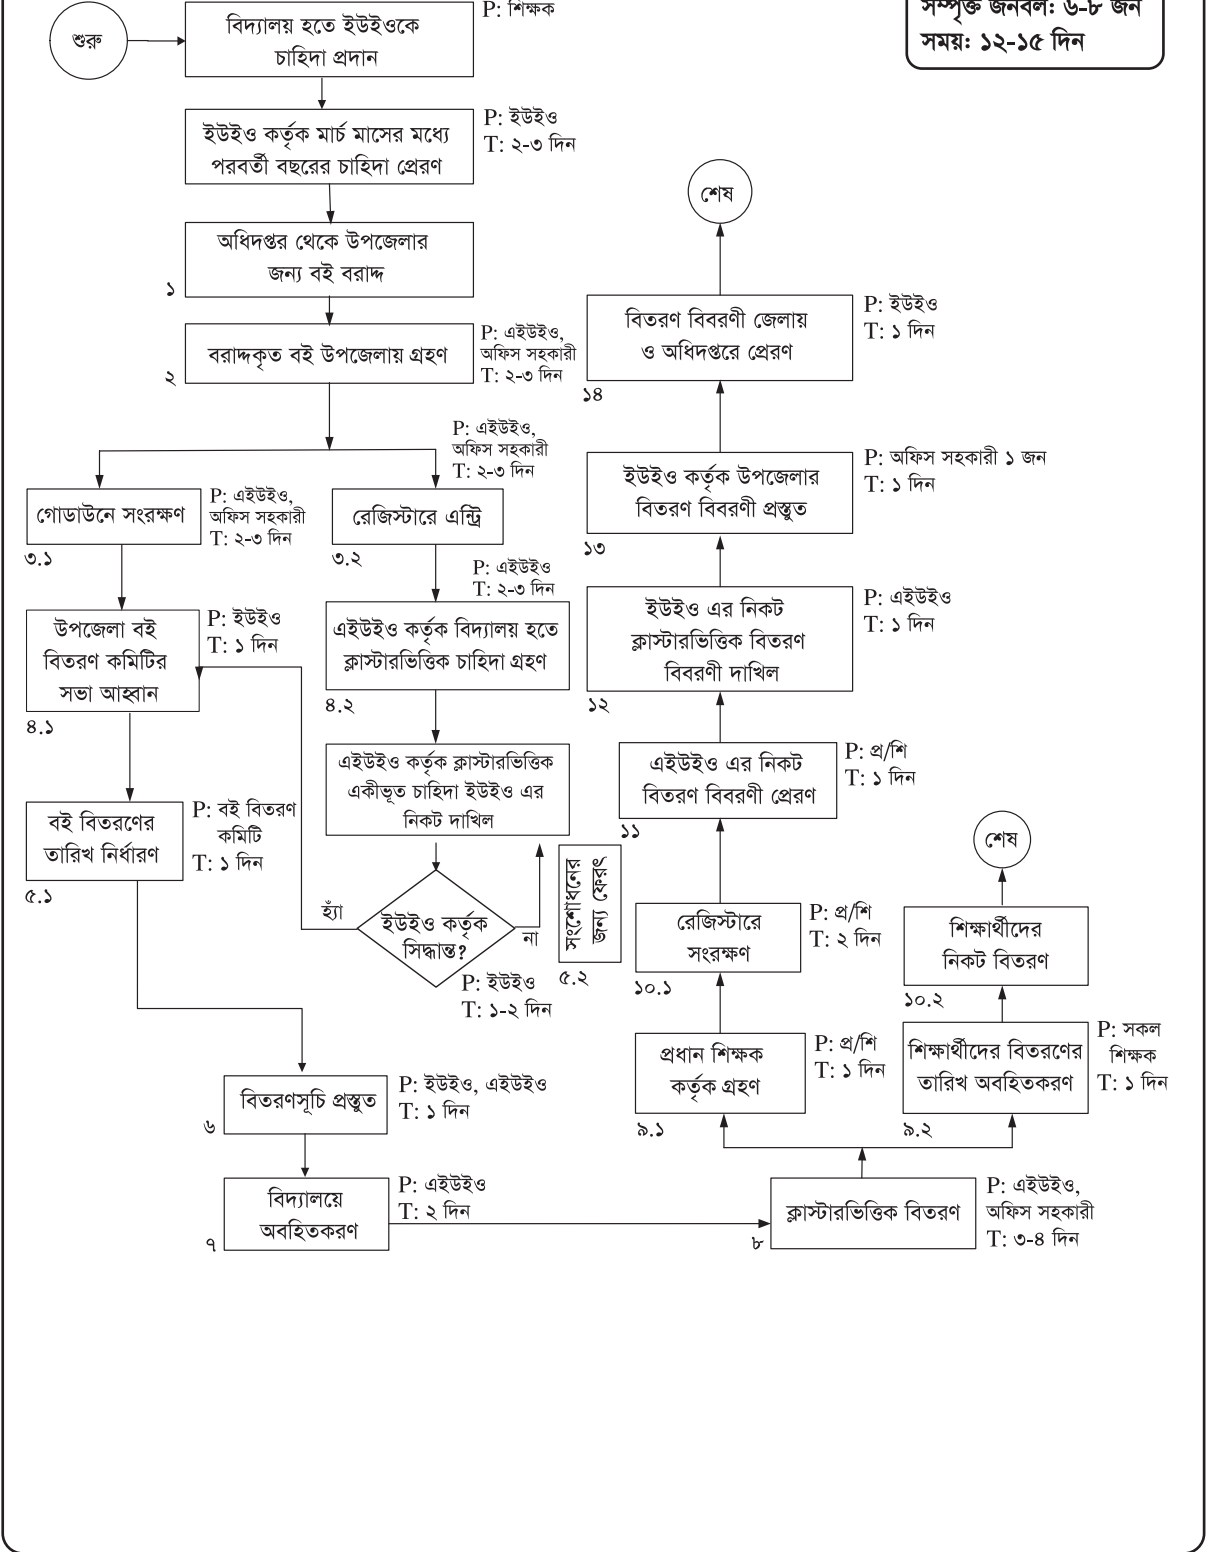 সম্পৃক্ত জনবল: ৬-৮ জন
সময়: ১২-১৫ দিন
শুরু
বিদ্যালয় হতে ইউইওকে
চাহিদা প্রদান
P: শিক্ষক
ইউইও কর্তৃক মার্চ মাসের মধ্যে
পরবর্তী বছরের চাহিদা প্রেরণ
P: ইউইও
T: ২-৩ দিন
অধিদপ্তর থেকে উপজেলার
জন্য বই বরাদ্দ
১
বরাদ্দকৃত বই উপজেলায় গ্রহণ
২
P: এইউইও,
অফিস সহকারী
T: ২-৩ দিন
গোডাউনে সংরক্ষণ
৩.১
P: এইউইও,
অফিস সহকারী
T: ২-৩ দিন
রেজিস্টারে এন্ট্রি
৩.২
P: এইউইও,
অফিস সহকারী
T: ২-৩ দিন
উপজেলা বই
বিতরণ কমিটির
সভা আহ্বান
৪.১
P: ইউইও
T: ১ দিন
এইউইও কর্তৃক বিদ্যালয় হতে
ক্লাস্টারভিত্তিক চাহিদা গ্রহণ
৪.২
P: এইউইও
T: ২-৩ দিন
এইউইও কর্তৃক ক্লাস্টারভিত্তিক
একীভূত চাহিদা ইউইও এর
নিকট দাখিল
বই বিতরণের
তারিখ নির্ধারণ
৫.১
P: বই বিতরণ
কমিটি
T: ১ দিন
হ্যাঁ
ইউইও কর্তৃক
সিদ্ধান্ত?
না
P: ইউইও
T: ১-২ দিন
সংশোধনের
জন্য ফেরৎ
৫.২
বিতরণসূচি প্রস্তুত
৬
P: ইউইও, এইউইও
T: ১ দিন
বিদ্যালয়ে
অবহিতকরণ
৭
P: এইউইও
T: ২ দিন
ক্লাস্টারভিত্তিক বিতরণ
৮
P: এইউইও,
অফিস সহকারী
T: ৩-৪ দিন
প্রধান শিক্ষক
কর্তৃক গ্রহণ
৯.১
P: প্র/শি
T: ১ দিন
শিক্ষার্থীদের বিতরণের
তারিখ অবহিতকরণ
৯.২
P: সকল
শিক্ষক
T: ১ দিন
রেজিস্টারে
সংরক্ষণ
১০.১
P: প্র/শি
T: ২ দিন
শিক্ষার্থীদের
নিকট বিতরণ
১০.২
শেষ
এইউইও এর নিকট
বিতরণ বিবরণী প্রেরণ
১১
P: প্র/শি
T: ১ দিন
ইউইও এর নিকট
ক্লাস্টারভিত্তিক বিতরণ
বিবরণী দাখিল
১২
P: এইউইও
T: ১ দিন
ইউইও কর্তৃক উপজেলার
বিতরণ বিবরণী প্রস্তুত
১৩
P: অফিস সহকারী ১ জন
T: ১ দিন
বিতরণ বিবরণী জেলায়
ও অধিদপ্তরে প্রেরণ
১৪
P: ইউইও
T: ১ দিন
শেষ